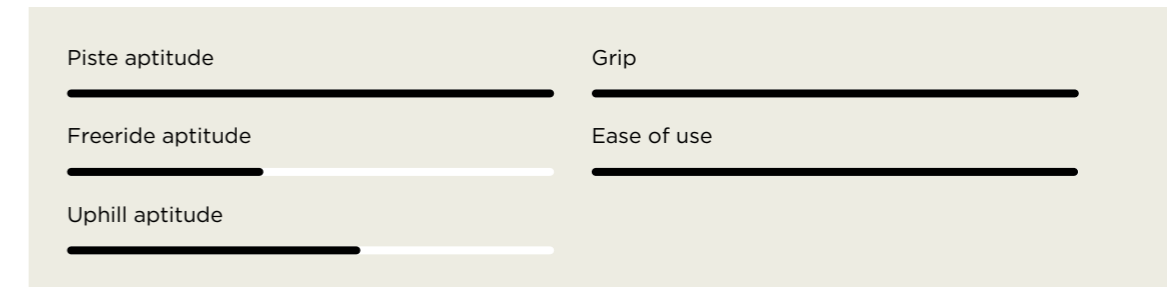 Piste aptitude
Grip
Freeride aptitude
Ease of use
Uphill aptitude